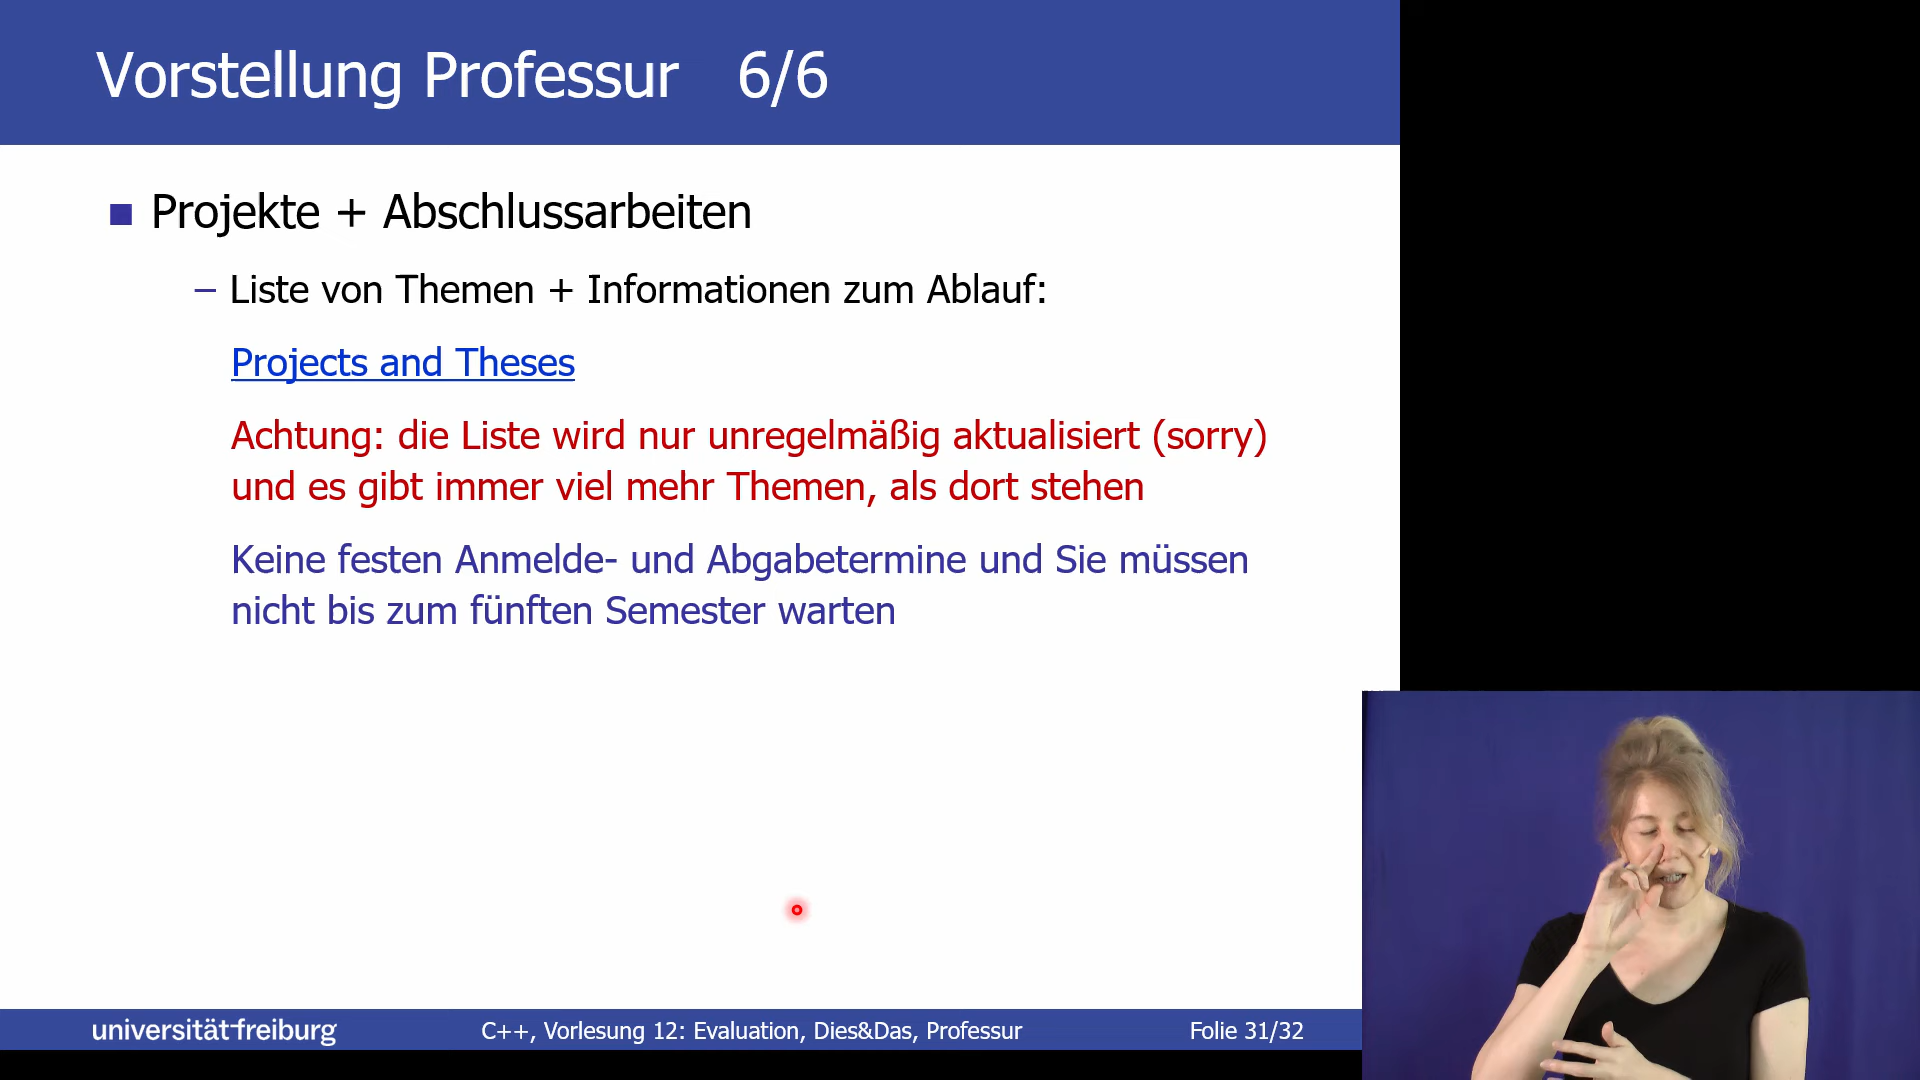 Vorstellung Professur 6/6
Projekte + Abschlussarbeiten
– Liste von Themen + Informationen zum Ablauf:
Projects and Theses
Achtung: die Liste wird nur unregelmäßig aktualisiert (sorry)
und es gibt immer viel mehr Themen, als dort stehen
Keine festen Anmelde- und Abgabetermine und Sie müssen
nicht bis zum fünften Semester warten
universität freiburg
C++, Vorlesung 12: Evaluation, Dies&Das, Professur
Folie 31/32